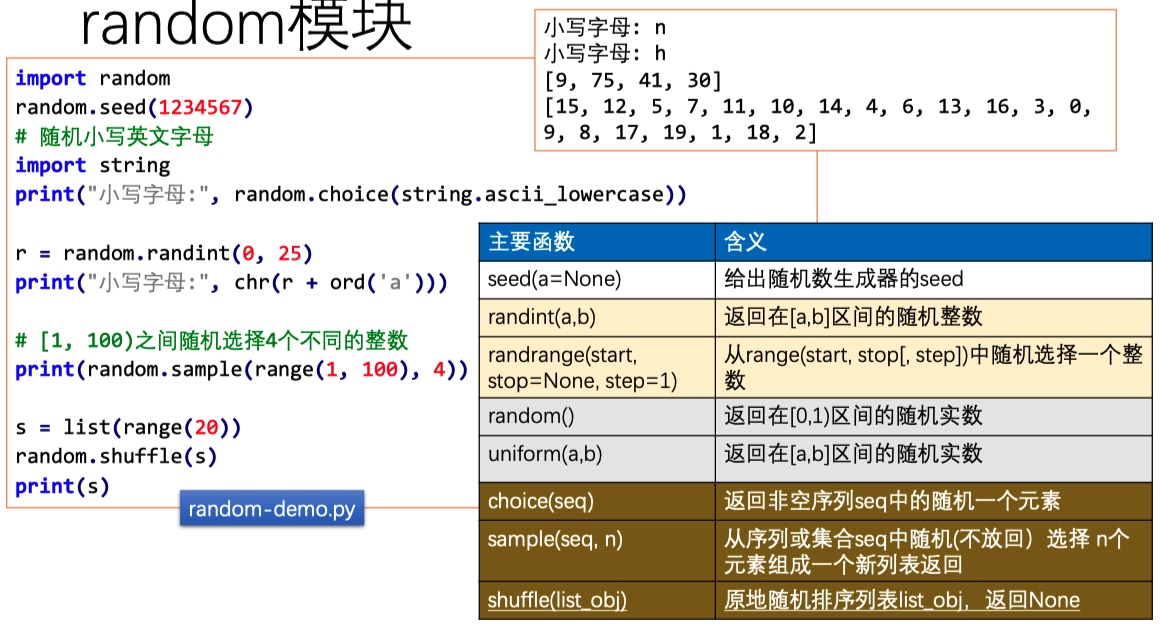 random模块
import random
random.seed(1234567)
# 随机小写英文字母
import string
print("小写字母:", random.choice(string.ascii_lowercase))
r = random.randint(0, 25)
print("小写字母:", chr(r + ord('a')))
# [1, 100)之间随机选择4个不同的整数
print(random.sample(range(1, 100), 4))
s = list(range(20))
random.shuffle(s)
print(s)
random-demo.py
小写字母: n
小写字母: h
[9, 75, 41, 30]
[15, 12, 5, 7, 11, 10, 14, 4, 6, 13, 16, 3, 0,
9, 8, 17, 19, 1, 18, 2]
主要函数 含义
seed(a=None) 给出随机数生成器的seed
randint(a,b) 返回在[a,b]区间的随机整数
randrange(start,
stop=None, step=1)
从range(start, stop[, step])中随机选择一个整
数
random() 返回在[0,1)区间的随机实数
uniform(a,b) 返回在[a,b]区间的随机实数
choice(seq) 返回非空序列seq中的随机一个元素
sample(seq, n)
从序列或集合seq中随机(不放回）选择 n个
元素组成一个新列表返回
shuffle(list_obj) 原地随机排序列表list_obj，返回None